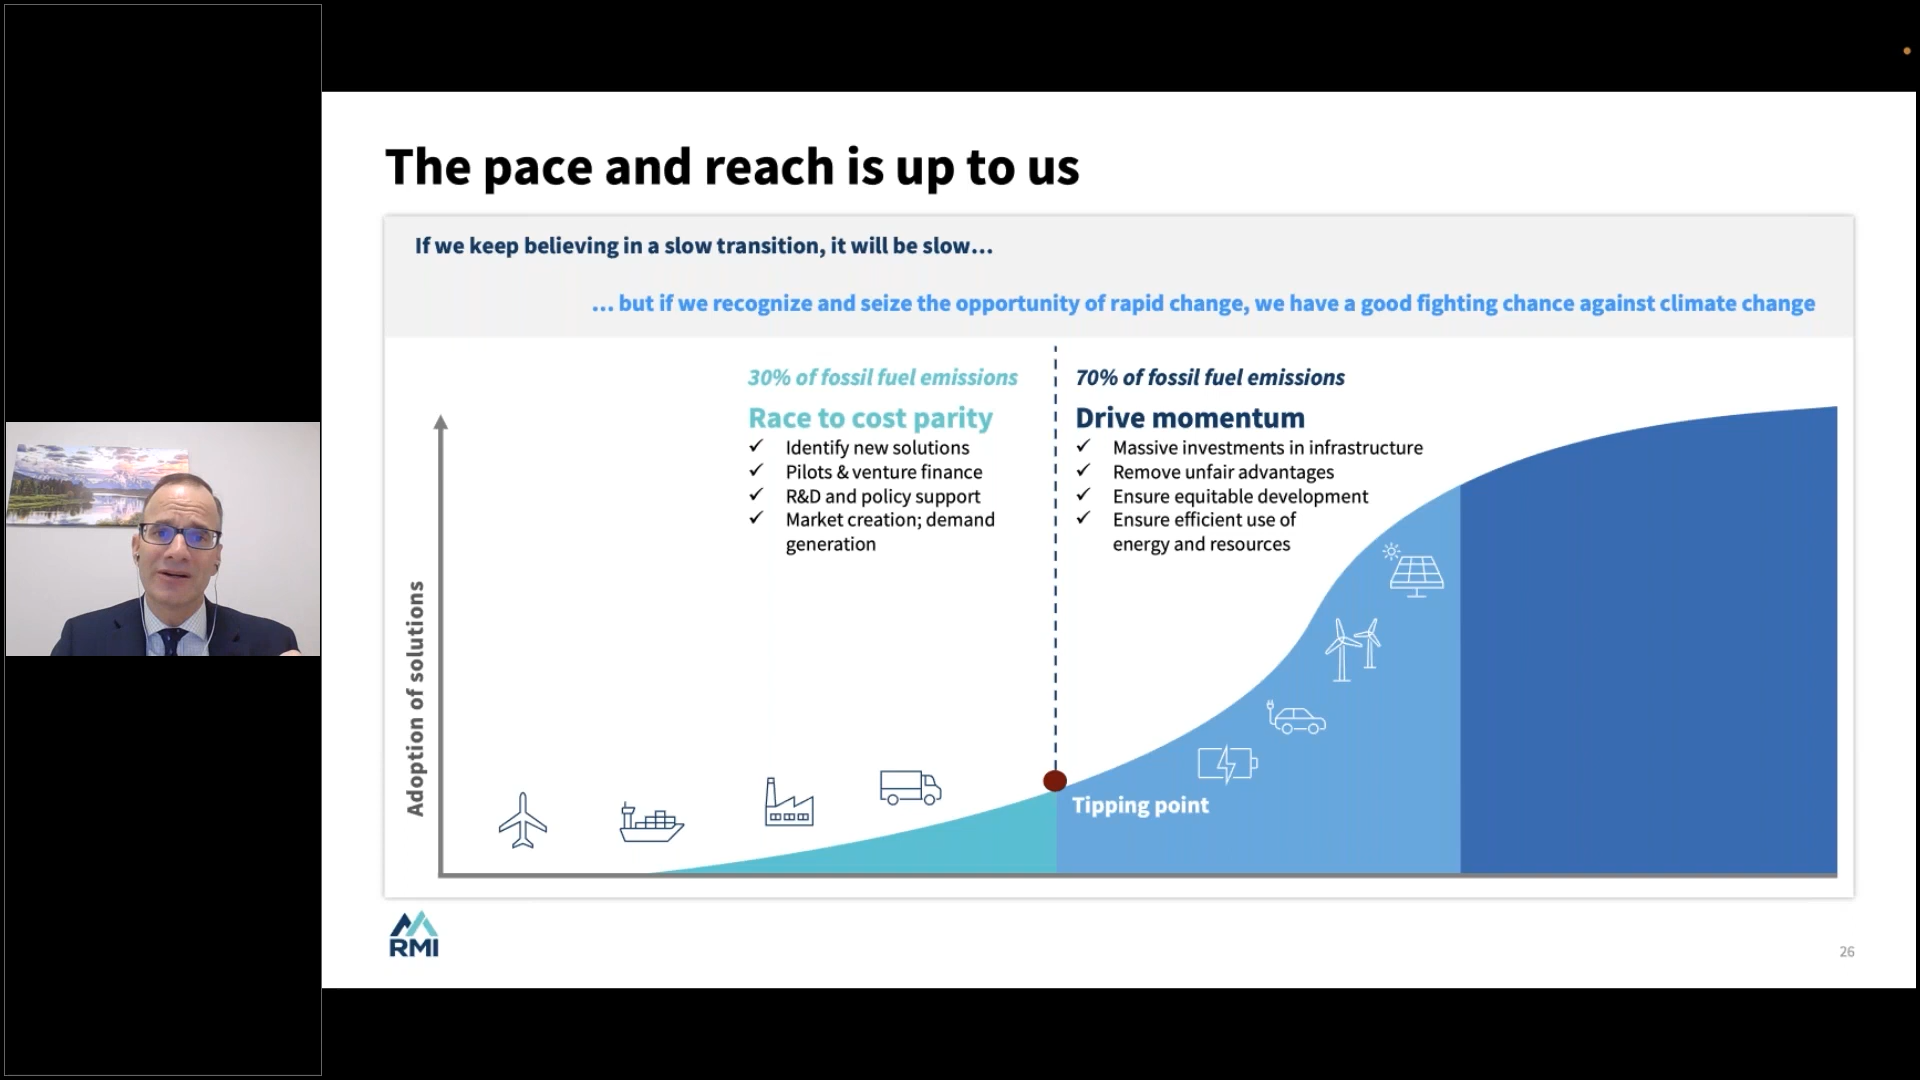 The pace and reach is up to us
If we keep believing in a slow transition, it will be slow…
… but if we recognize and seize the opportunity of rapid change, we have a good fighting chance against climate change
30% of fossil fuel emissions
Race to cost parity
✓ Identify new solutions
✓ Pilots & venture finance
✓ R&D and policy support
✓ Market creation; demand
generation
70% of fossil fuel emissions
Drive momentum
✓ Massive investments in infrastructure
✓ Remove unfair advantages
✓ Ensure equitable development
✓ Ensure efficient use of
energy and resources
Adoption of solutions
Tipping point
RMI
26